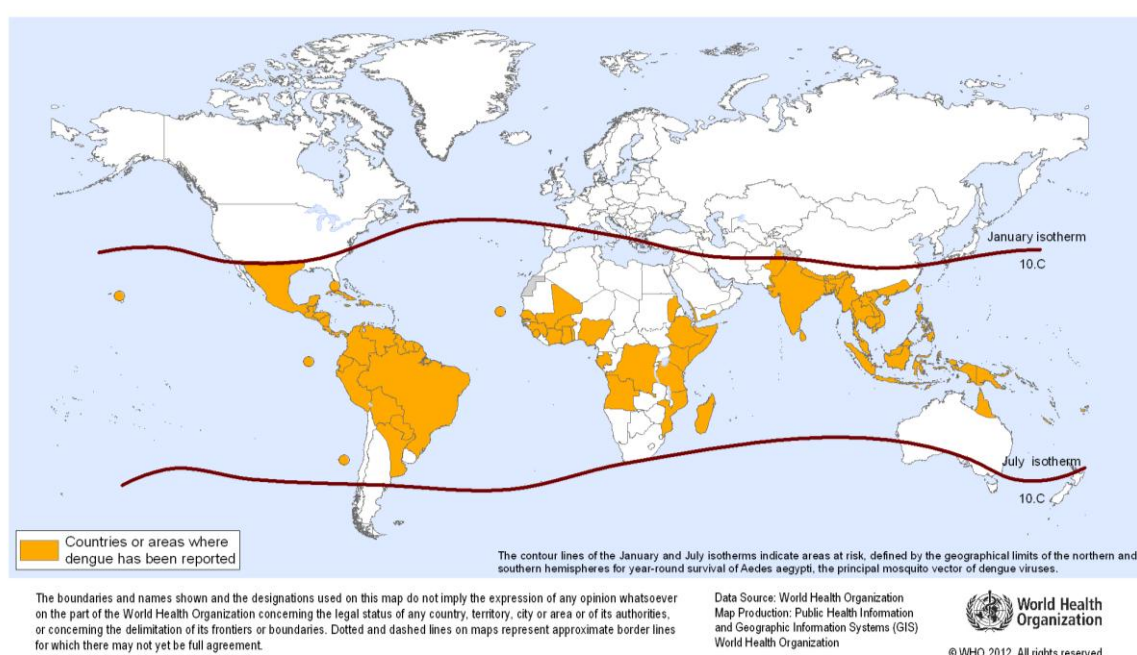 January isotherm
10.C
July isotherm
10.C
Countries or areas where
dengue has been reported
The contour lines of the January and July isotherms indicate areas at risk, defined by the geographical limits of the northern and
southern hemispheres for year-round survival of Aedes aegypti, the principal mosquito vector of dengue viruses.
The boundaries and names shown and the designations used on this map do not imply the expression of any opinion whatsoever
on the part of the World Health Organization concerning the legal status of any country, territory, city or area or of its authorities,
or concerning the delimitation of its frontiers or boundaries. Dotted and dashed lines on maps represent approximate border lines
for which there may not yet be full agreement.
Data Source: World Health Organization
Map Production: Public Health Information
and Geographic Information Systems (GIS)
World Health Organization
World Health
Organization
© WHO 2012. All rights reserved